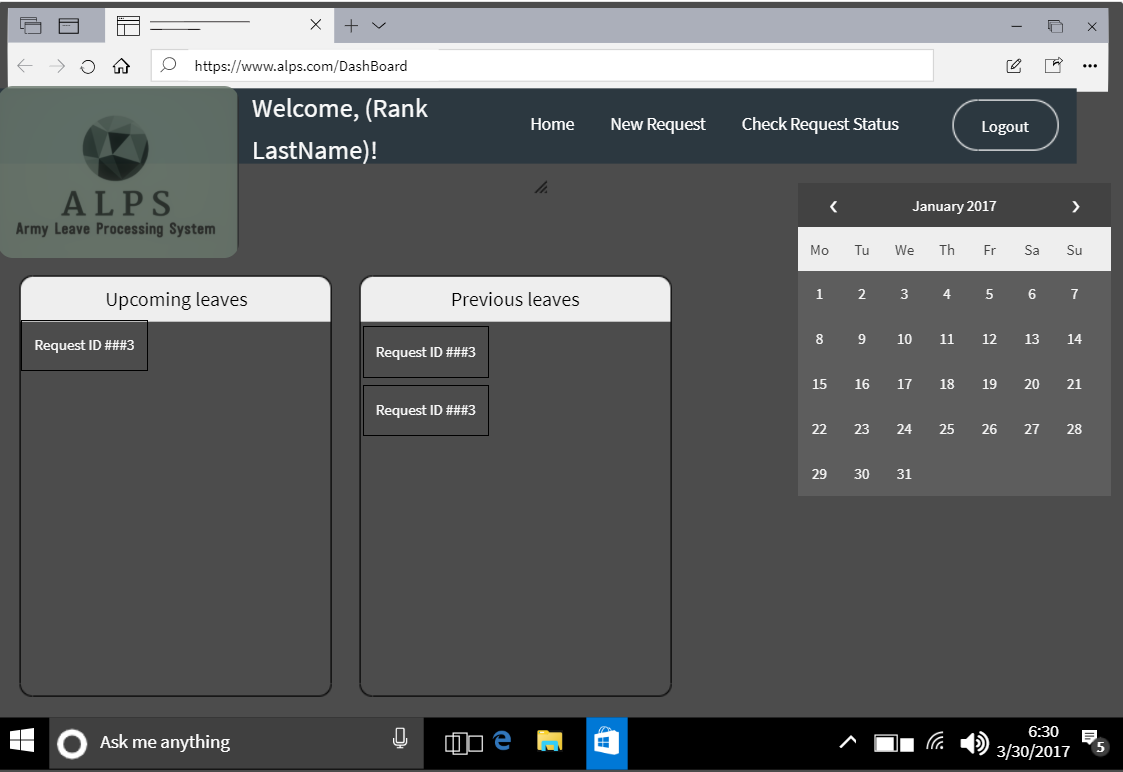 https://www.alps.com/DashBoard
Welcome, (Rank
LastName)!
Home
New Request
Check Request Status
Logout
ALPS
Army Leave Processing System
January 2017
Mo Tu We Th Fr Sa Su
1 2 3 4 5 6 7
8 9 10 11 12 13 14
15 16 17 18 19 20 21
22 23 24 25 26 27 28
29 30 31
Upcoming leaves
Request ID ###3
Previous leaves
Request ID ###3
Request ID ###3
Ask me anything
6:30
3/30/2017
5